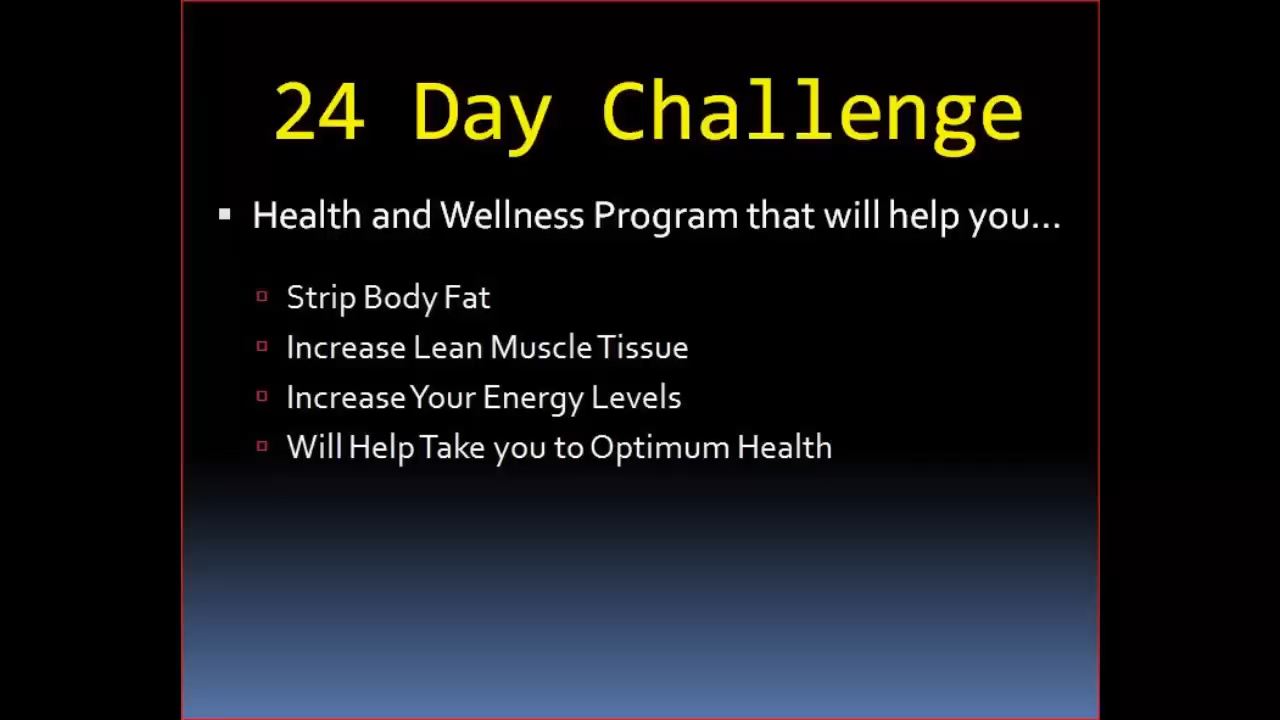 24 Day Challenge
Health and Wellness Program that will help you...
Strip Body Fat
Increase Lean Muscle Tissue
Increase Your Energy Levels
Will Help Take you to Optimum Health